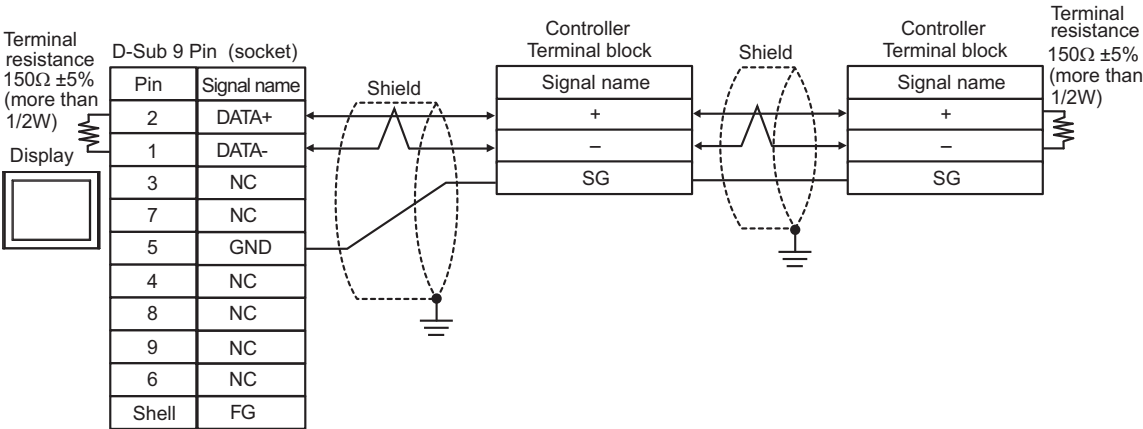 Terminal
resistance
150Ω ±5%
(more than
1/2W)
Display
D-Sub 9 Pin (socket)
Pin Signal name
2 DATA+
1 DATA-
3 NC
7 NC
5 GND
4 NC
8 NC
9 NC
6 NC
Shell FG
Shield
Controller
Terminal block
Signal name
+
–
SG
Shield
Controller
Terminal block
Signal name
+
–
SG
Terminal
resistance
150Ω ±5%
(more than
1/2W)